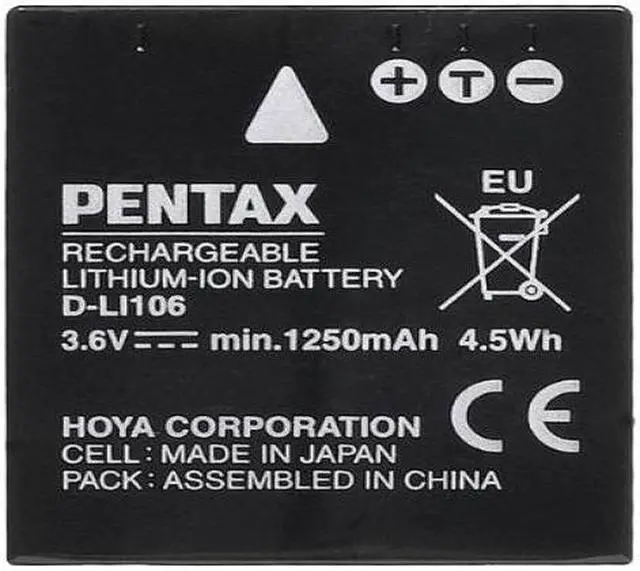 + T −
EU
PENTAX
RECHARGEABLE
LITHIUM-ION BATTERY
D-LI106
3.6V⎓ min.1250mAh 4.5Wh
CE
HOYA CORPORATION
CELL : MADE IN JAPAN
PACK : ASSEMBLED IN CHINA